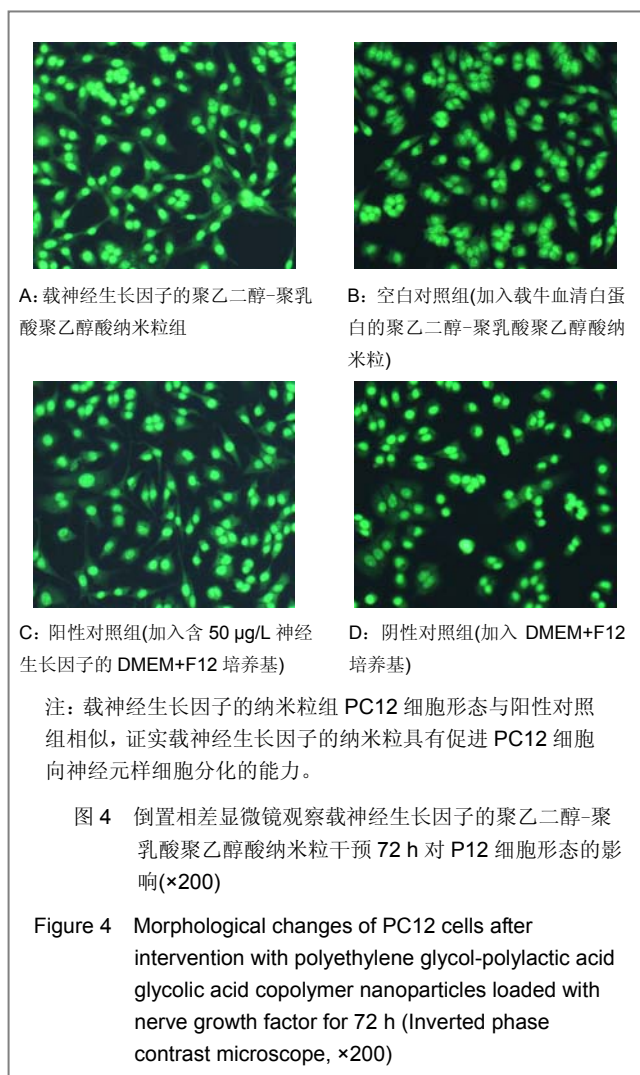 A：载神经生长因子的聚乙二醇-聚乳
酸聚乙醇酸纳米粒组
B：空白对照组(加入载牛血清白蛋
白的聚乙二醇-聚乳酸聚乙醇酸纳
米粒)
C：阳性对照组(加入含 50 μg/L 神经
生长因子的 DMEM+F12 培养基)
D：阴性对照组(加入 DMEM+F12
培养基)
注：载神经生长因子的纳米粒组 PC12 细胞形态与阳性对照
组相似，证实载神经生长因子的纳米粒具有促进 PC12 细胞
向神经元样细胞分化的能力。
图 4 倒置相差显微镜观察载神经生长因子的聚乙二醇-聚
乳酸聚乙醇酸纳米粒干预 72 h 对 P12 细胞形态的影
响(×200)
Figure 4 Morphological changes of PC12 cells after
intervention with polyethylene glycol-polylactic acid
glycolic acid copolymer nanoparticles loaded with
nerve growth factor for 72 h (Inverted phase
contrast microscope, ×200)